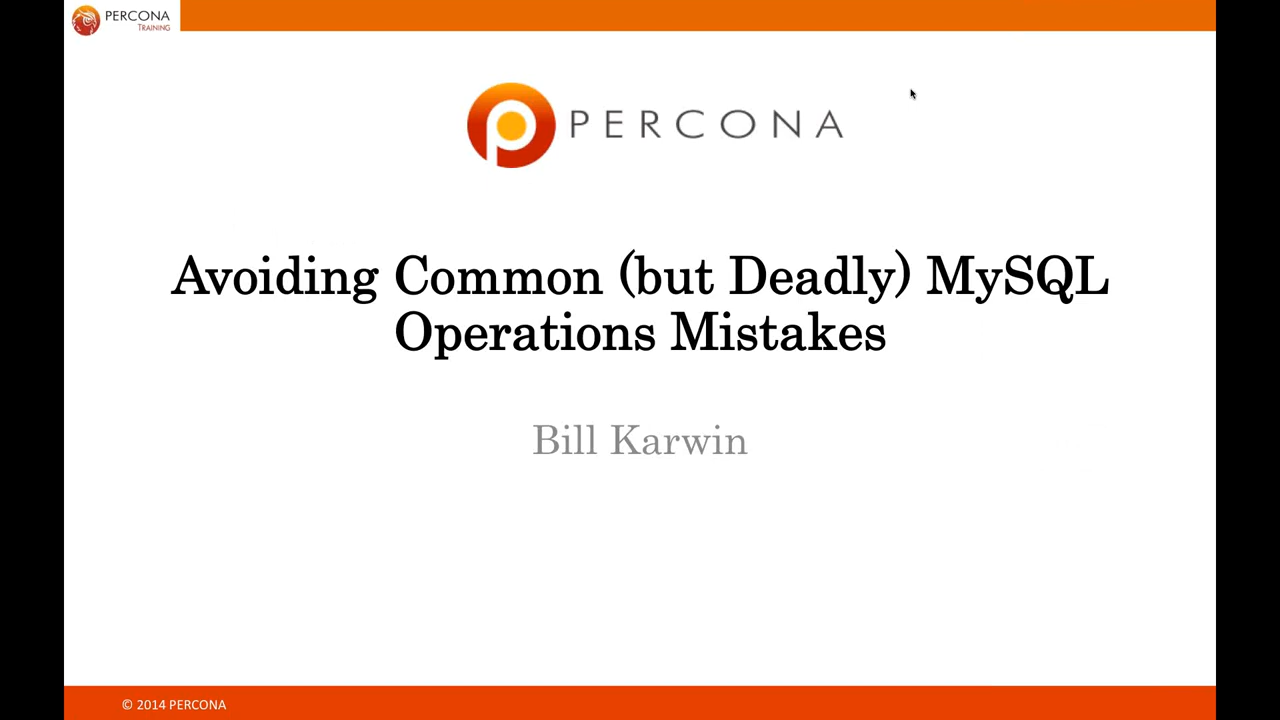 PERCONA
TRAINING
PERCONA
Avoiding Common (but Deadly) MySQL
Operations Mistakes
Bill Karwin
© 2014 PERCONA